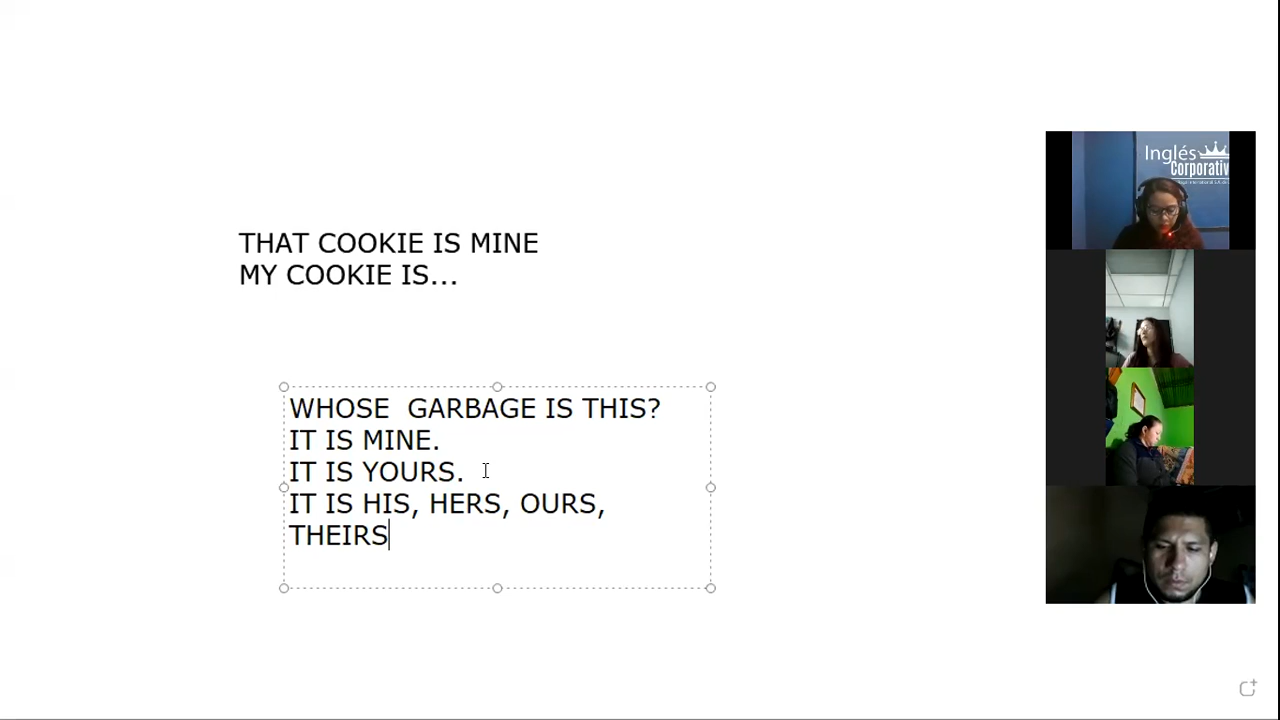 THAT COOKIE IS MINE
MY COOKIE IS...
WHOSE GARBAGE IS THIS?
IT IS MINE.
IT IS YOURS.
IT IS HIS, HERS, OURS,
THEIRS
Inglés
Corporativ